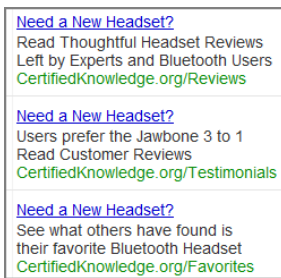 Need a New Headset?
Read Thoughtful Headset Reviews
Left by Experts and Bluetooth Users
CertifiedKnowledge.org/Reviews
Need a New Headset?
Users prefer the Jawbone 3 to 1
Read Customer Reviews
CertifiedKnowledge.org/Testimonials
Need a New Headset?
See what others have found is
their favorite Bluetooth Headset
CertifiedKnowledge.org/Favorites